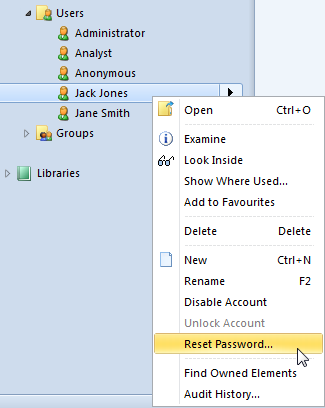 Users
Administrator
Analyst
Anonymous
Jack Jones
Jane Smith
Groups
Libraries
Open Ctrl+O
Examine
Look Inside
Show Where Used...
Add to Favourites
Delete Delete
New Ctrl+N
Rename F2
Disable Account
Unlock Account
Reset Password...
Find Owned Elements
Audit History...